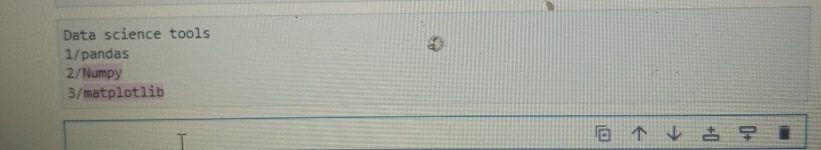 Data science tools
1/pandas
2/Numpy
3/matplotlib